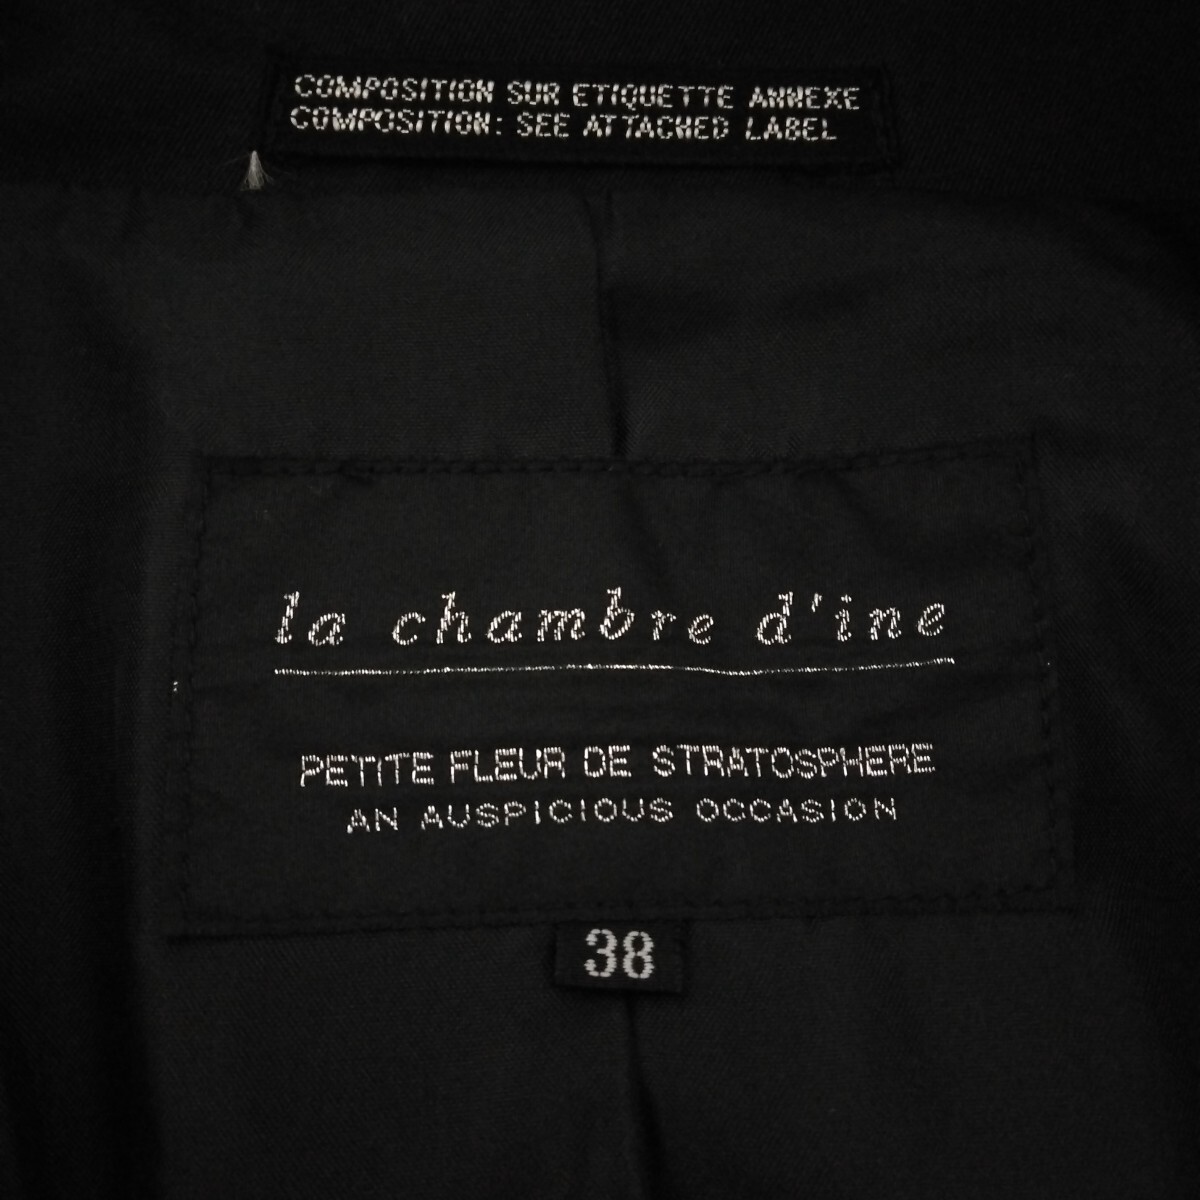 COMPOSITION SUR ETIQUETTE ANNEXE
COMPOSITION: SEE ATTACHED LABEL
la chambre d'ine
PETITE FLEUR DE STRATOSPHERE
AN AUSPICIOUS OCCASION
38